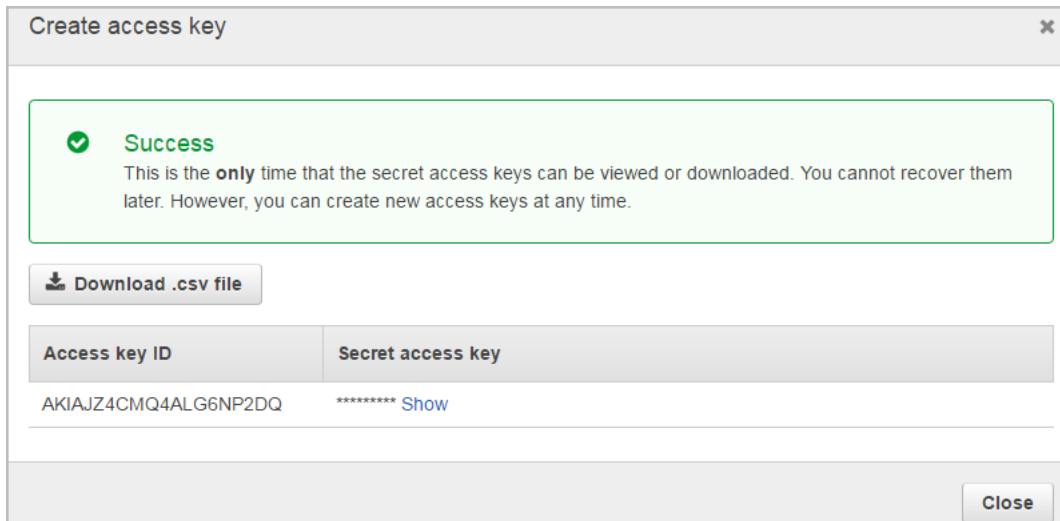 Create access key
Success
This is the only time that the secret access keys can be viewed or downloaded. You cannot recover them
later. However, you can create new access keys at any time.
Download .csv file
Access key ID Secret access key
AKIAJZ4CMQ4ALG6NP2DQ ********* Show
Close